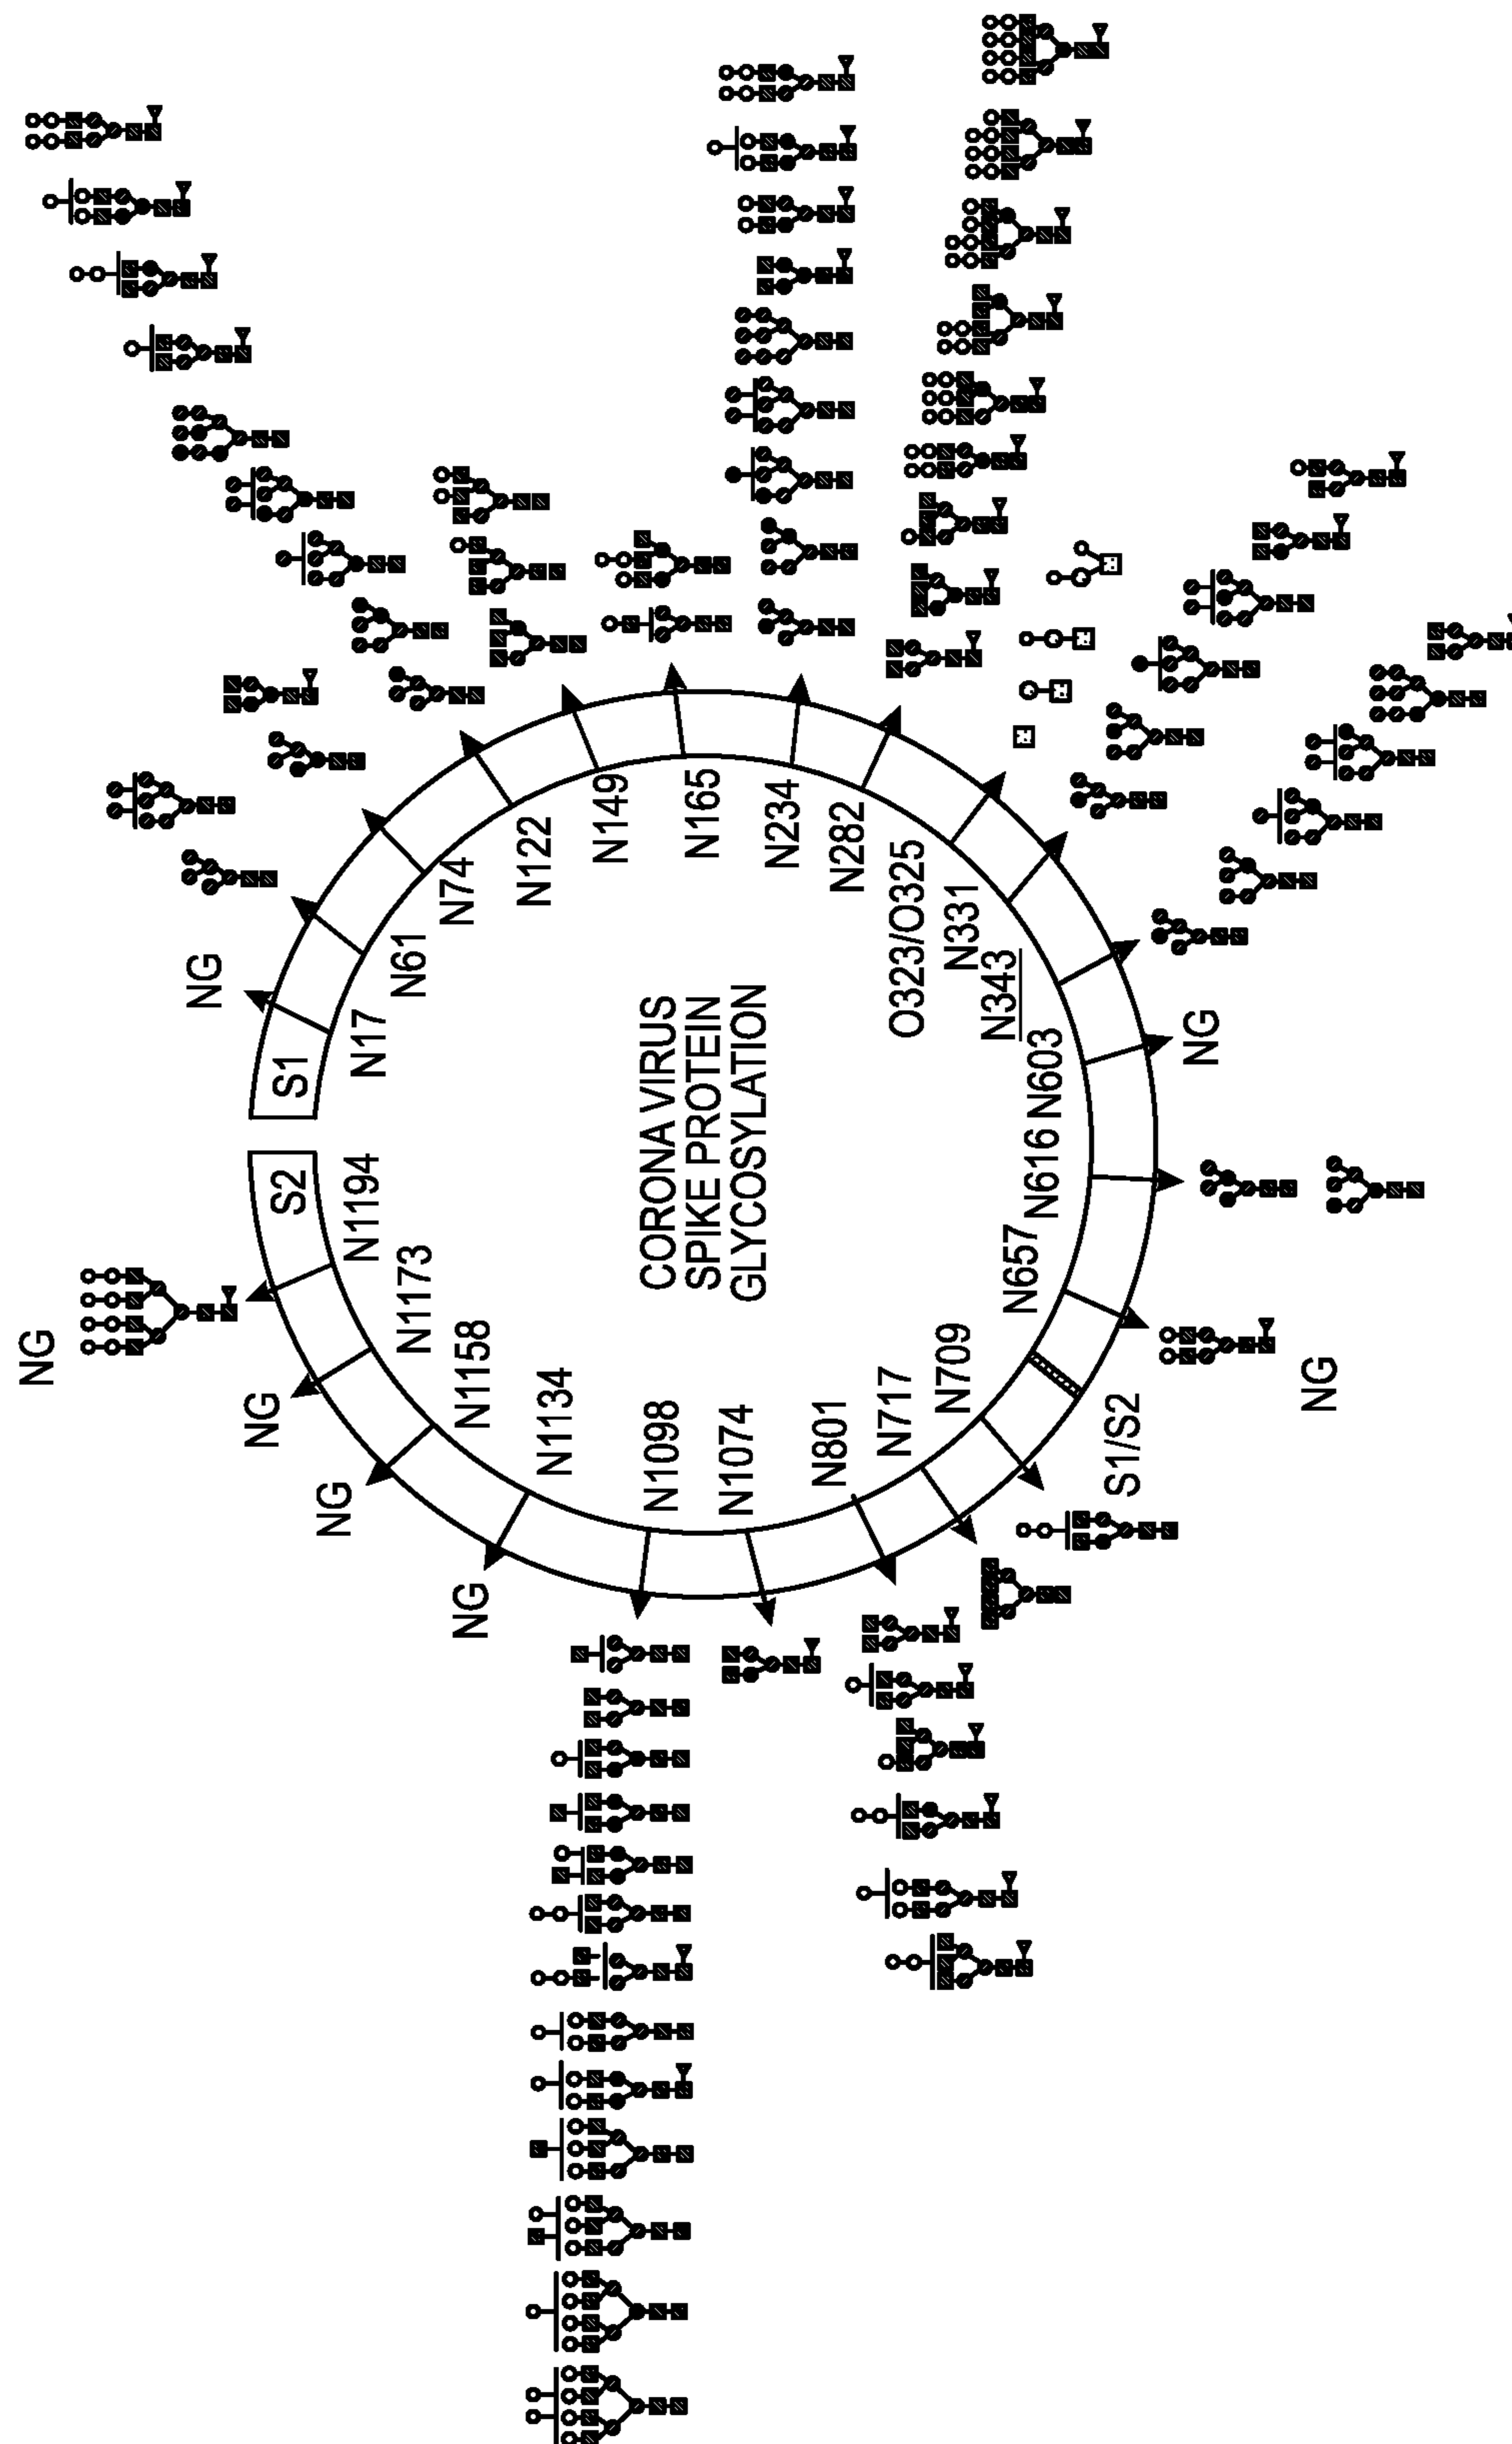 CORONA VIRUS
SPIKE PROTEIN
GLYCOSYLATION
S1
N17
N61
N74
N122
N149
N165
N234
N282
O323/O325
N331
N343
N603
N616
N657
S1/S2
N709
N717
N801
N1074
N1098
N1134
N1158
N1173
N1194
S2
NG
NG
NG
NG
NG
NG
NG
NG